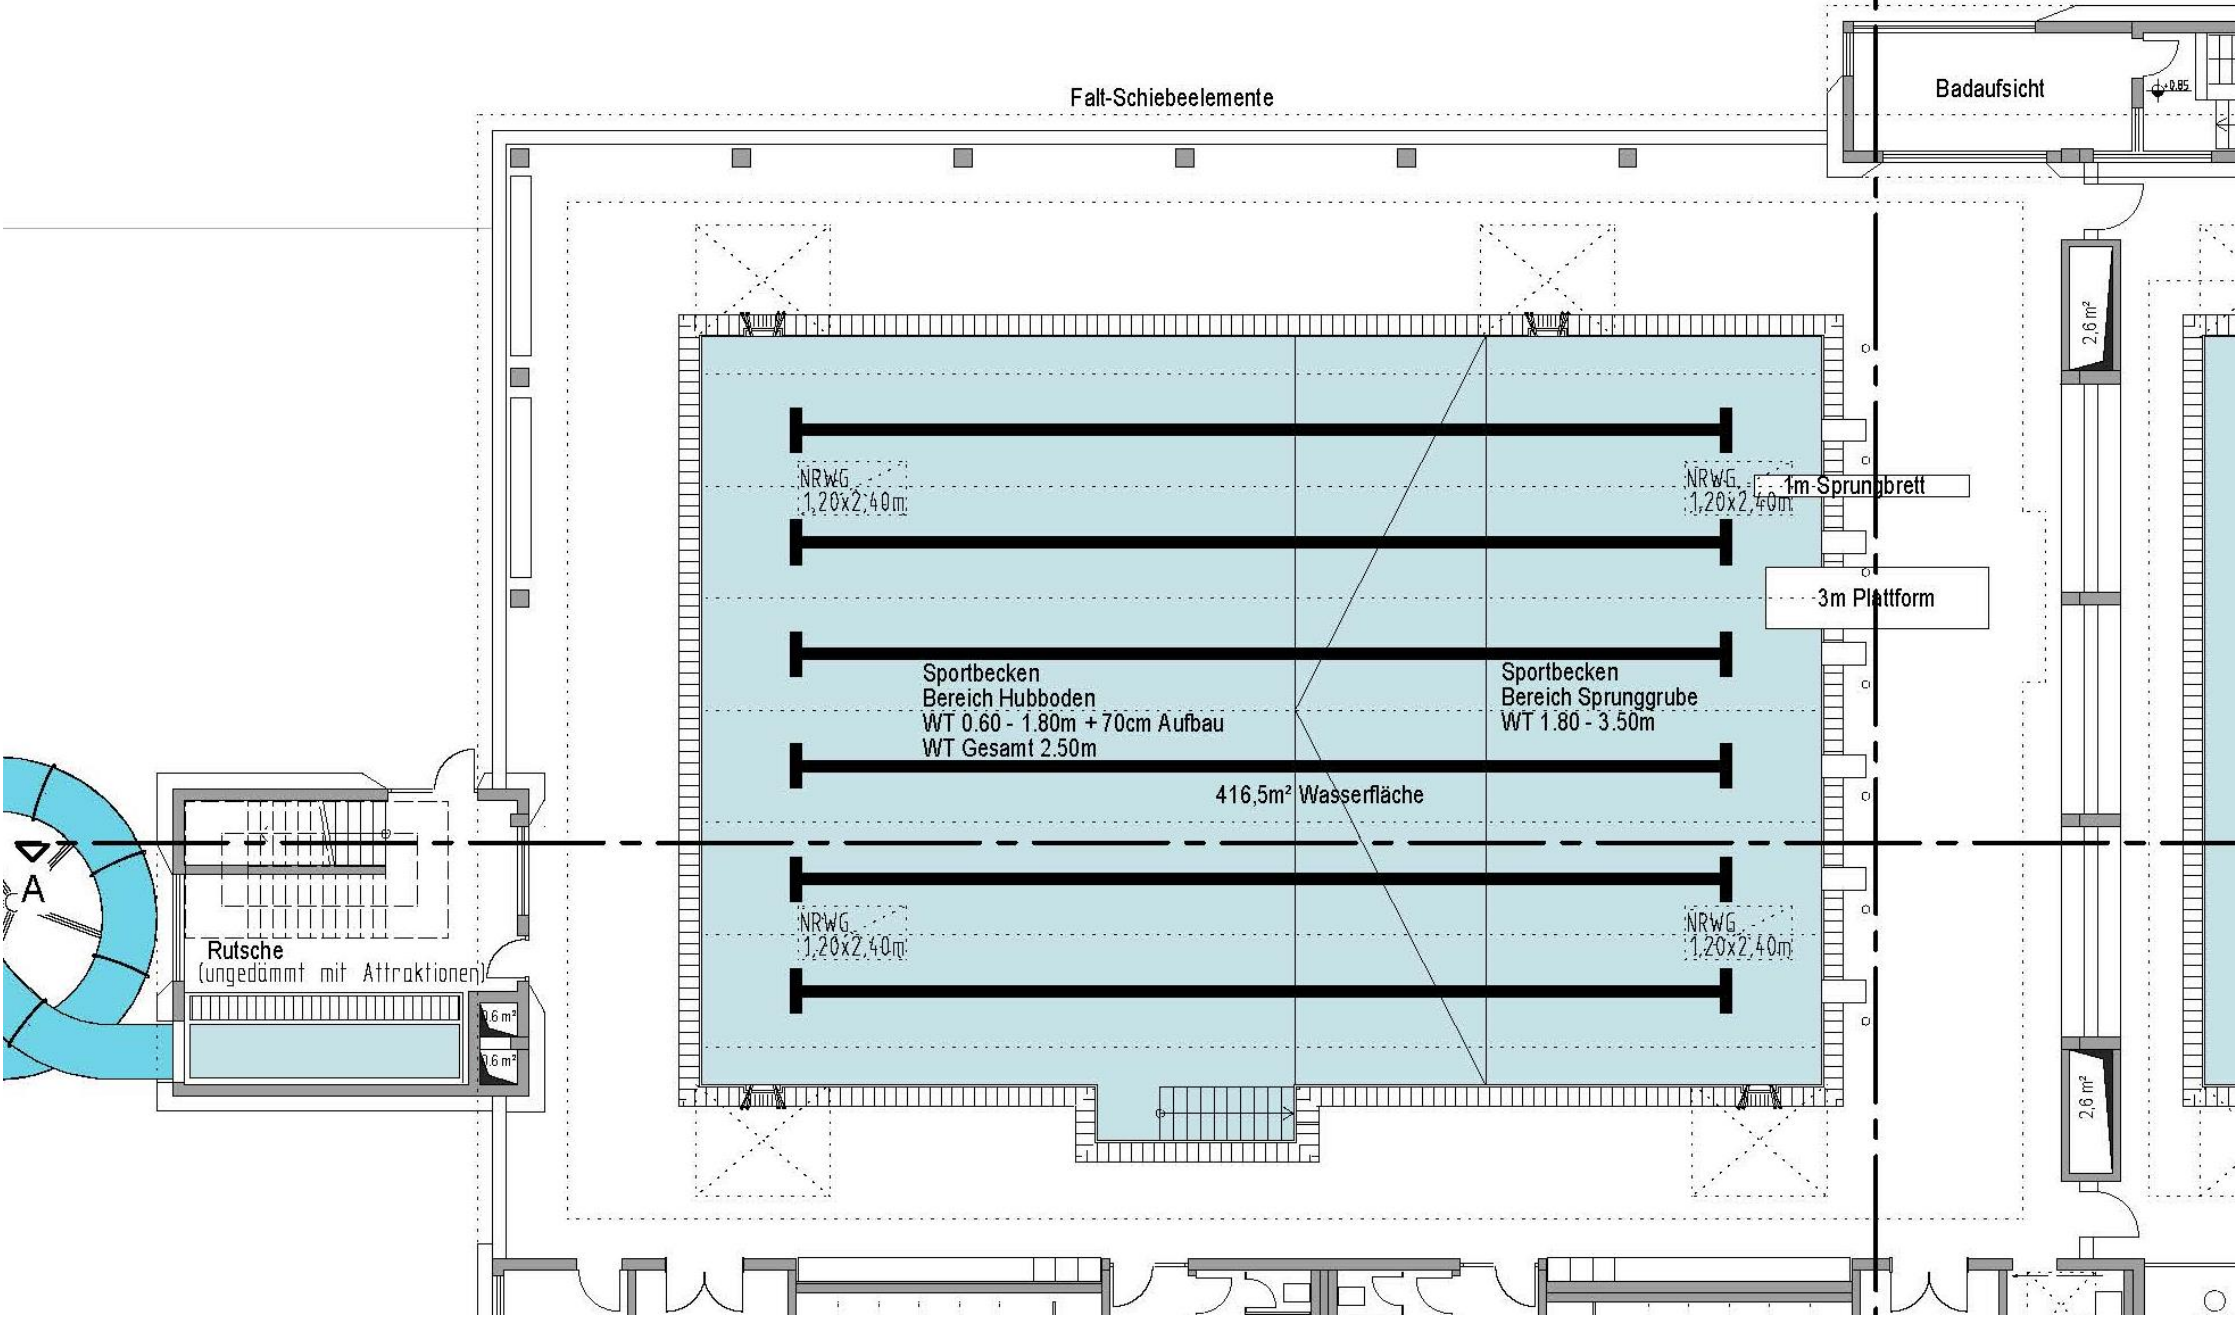 Falt-Schiebeelemente
Badaufsicht
+0.85
2,6 m²
NRWG
1,20x2,40m
NRWG
1,20x2,40m
1m-Sprungbrett
3m Plattform
Sportbecken
Bereich Hubboden
WT 0.60 - 1.80m + 70cm Aufbau
WT Gesamt 2.50m
Sportbecken
Bereich Sprunggrube
WT 1.80 - 3.50m
416,5m² Wasserfläche
A
NRWG
1,20x2,40m
NRWG
1,20x2,40m
Rutsche
(ungedämmt mit Attraktionen)
0.6 m²
0.6 m²
2,6 m²